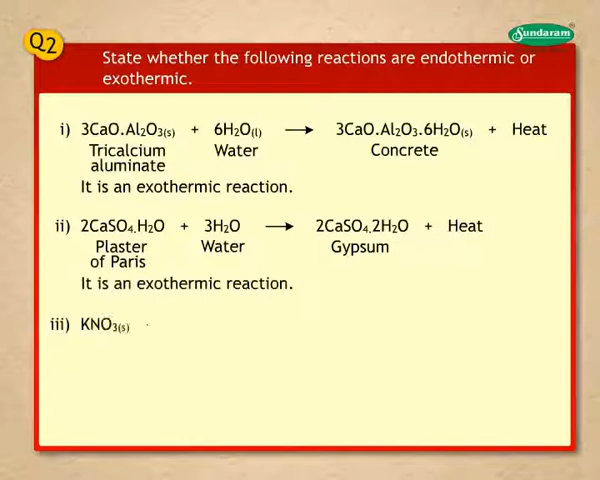 Q2
Sundaram
State whether the following reactions are endothermic or
exothermic.
i) 3CaO.Al₂O₃(s) + 6H₂O(l) ⟶ 3CaO.Al₂O₃.6H₂O(s) + Heat
Tricalcium Water Concrete
aluminate
It is an exothermic reaction.
ii) 2CaSO₄.H₂O + 3H₂O ⟶ 2CaSO₄.2H₂O + Heat
Plaster Water Gypsum
of Paris
It is an exothermic reaction.
iii) KNO₃(s)